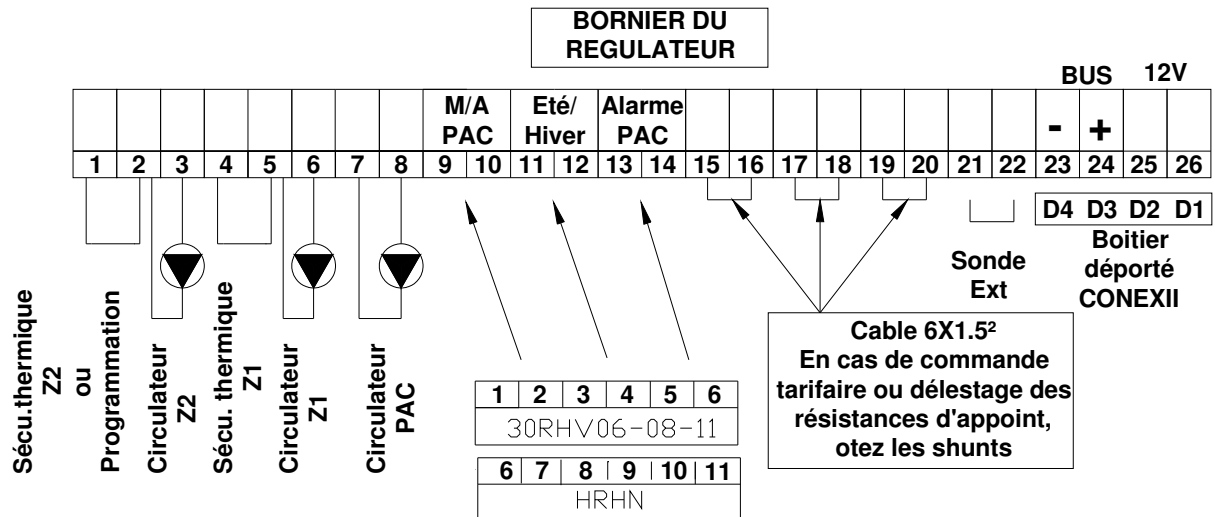 BORNIER DU
REGULATEUR
BUS 12V
M/A
PAC
Eté/
Hiver
Alarme
PAC
- +
1 2 3 4 5 6 7 8 9 10 11 12 13 14 15 16 17 18 19 20 21 22 23 24 25 26
D4 D3 D2 D1
Boitier
déporté
CONEXII
Sonde
Ext
Sécu.thermique
Z2
ou
Programmation
Circulateur
Z2
Sécu. thermique
Z1
Circulateur
Z1
Circulateur
PAC
1 2 3 4 5 6
30RHV06-08-11
6 7 8 9 10 11
HRHN
Cable 6X1.5²
En cas de commande
tarifaire ou délestage des
résistances d'appoint,
otez les shunts